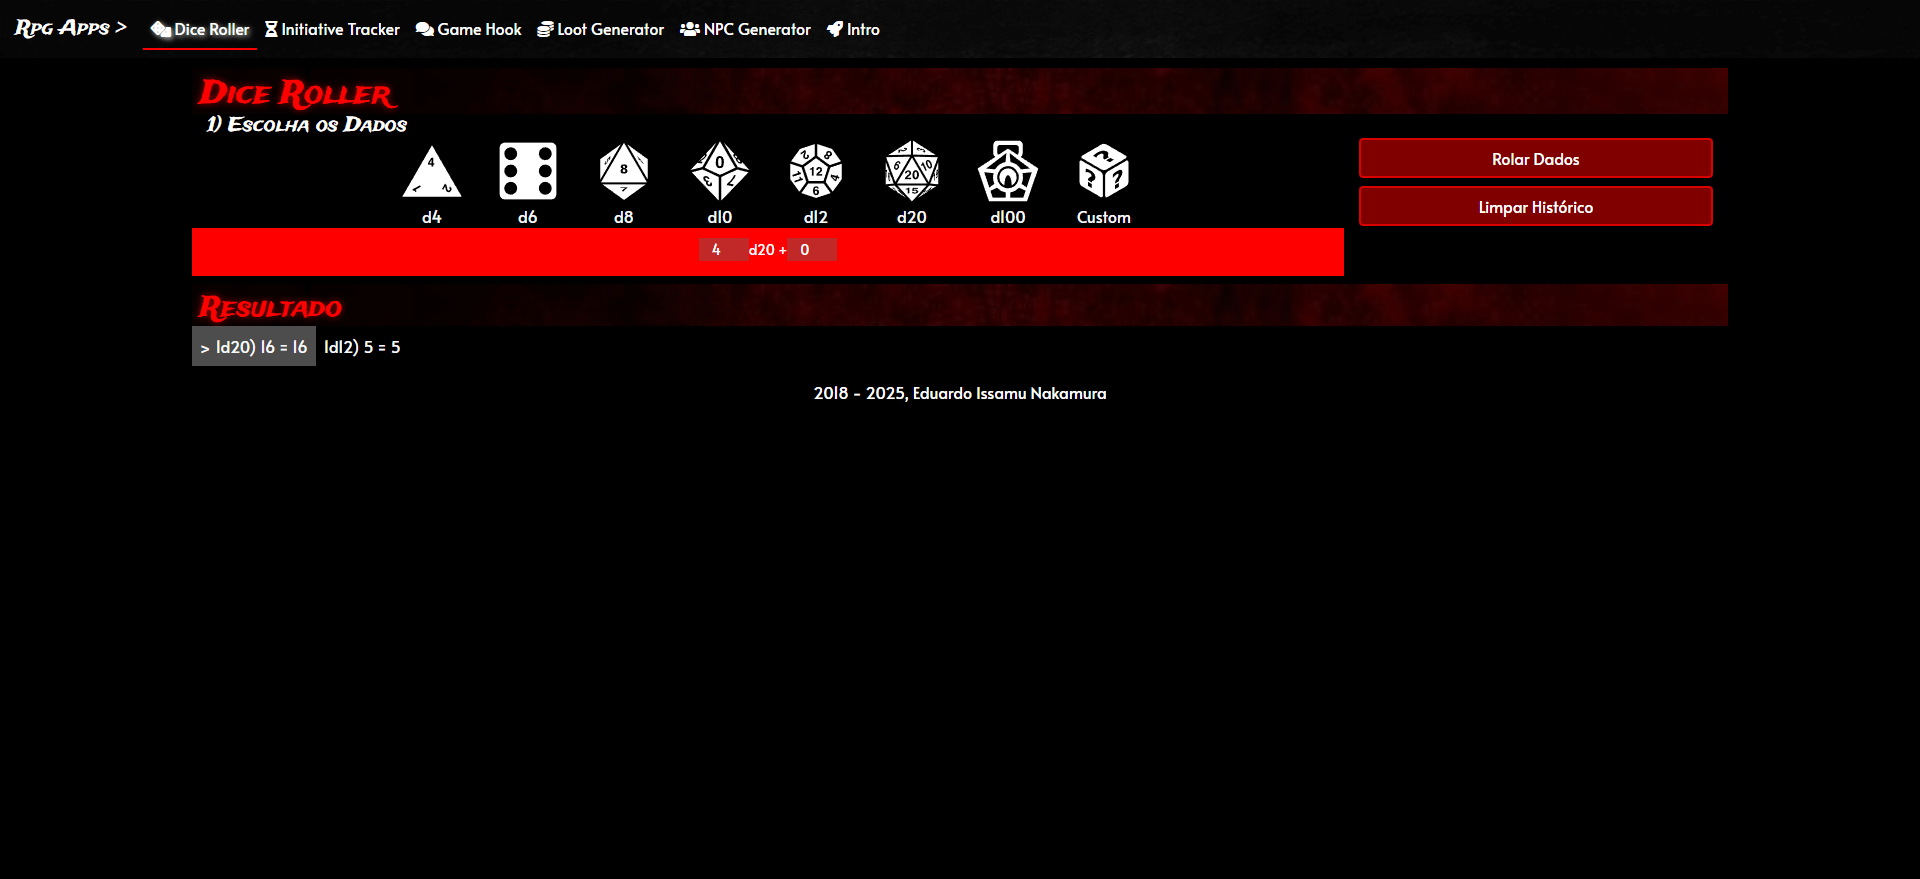 Rpg Apps > Dice Roller Initiative Tracker Game Hook Loot Generator NPC Generator Intro
Dice Roller
1) Escolha os Dados
d4 d6 d8 d10 d12 d20 d100 Custom
Rolar Dados
Limpar Histórico
4 d20 + 0
Resultado
> 1d20) 16 = 16 1d12) 5 = 5
2018 - 2025, Eduardo Issamu Nakamura